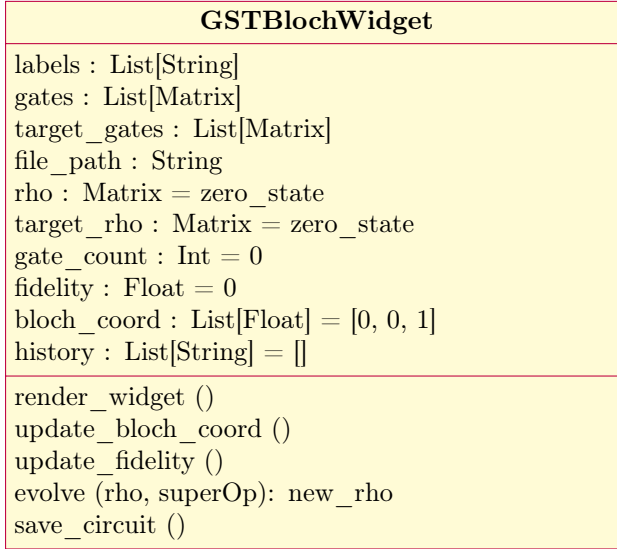 GSTBlochWidget
labels : List[String]
gates : List[Matrix]
target_gates : List[Matrix]
file_path : String
rho : Matrix = zero_state
target_rho : Matrix = zero_state
gate_count : Int = 0
fidelity : Float = 0
bloch_coord : List[Float] = [0, 0, 1]
history : List[String] = []
render_widget ()
update_bloch_coord ()
update_fidelity ()
evolve (rho, superOp): new_rho
save_circuit ()